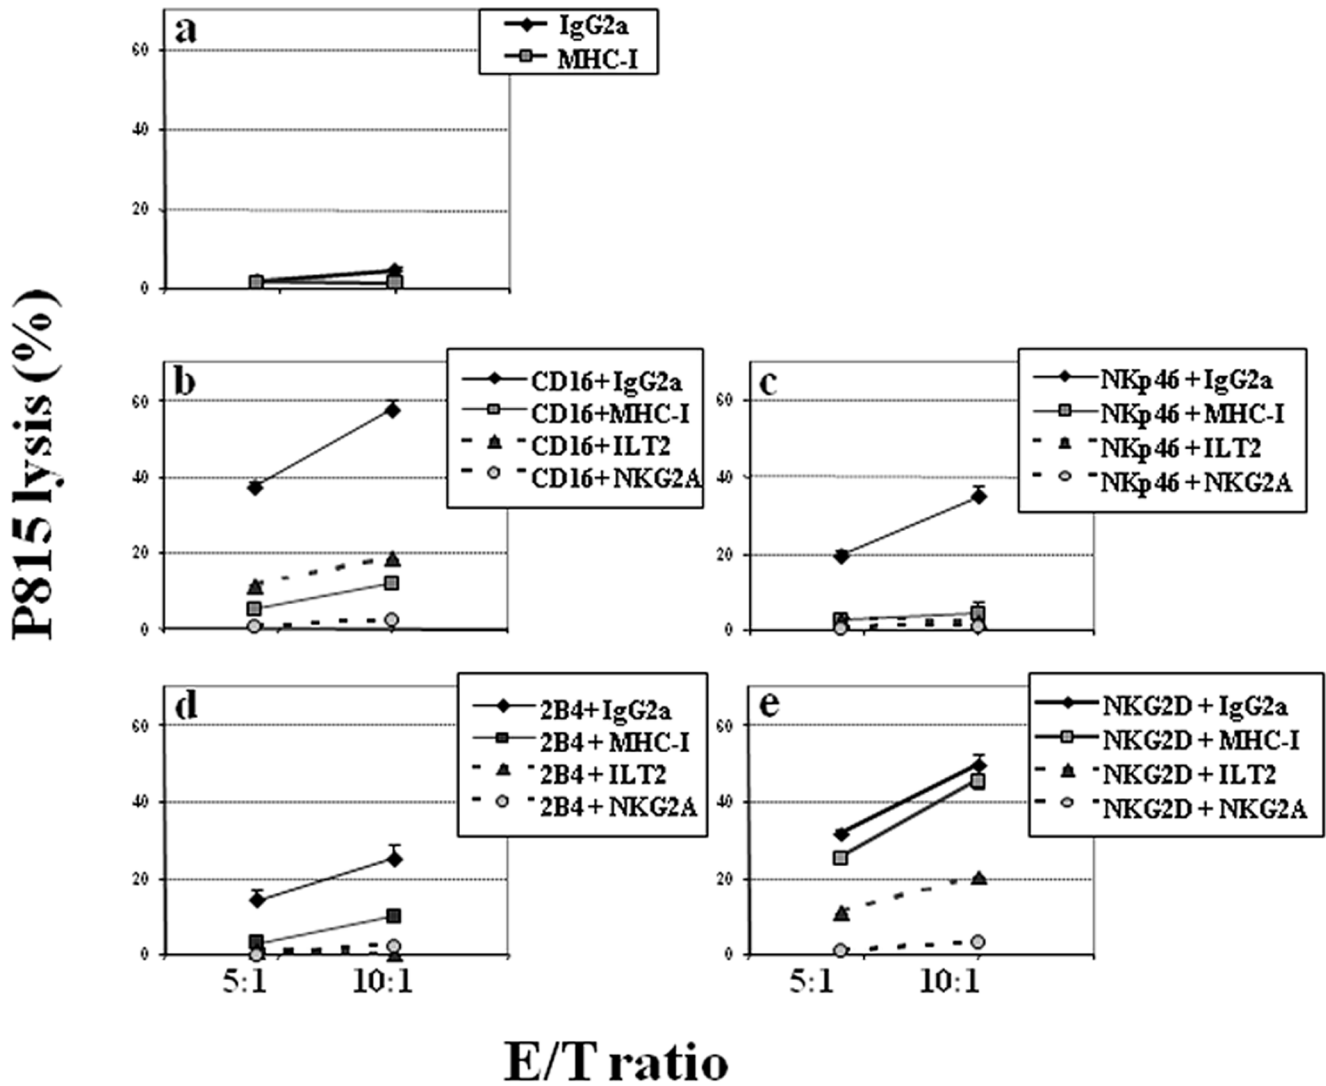 a
IgG2a
MHC-I
60
40
20
0
P815 lysis (%)
b
CD16+ IgG2a
CD16+MHC-I
CD16+ILT2
CD16+NKG2A
60
40
20
0
c
NKp46 + IgG2a
NKp46 + MHC-I
NKp46 + ILT2
NKp46 + NKG2A
60
40
20
0
d
2B4+ IgG2a
2B4 + MHC-I
2B4 + ILT2
2B4 + NKG2A
60
40
20
0
5:1 10:1
e
NKG2D + IgG2a
NKG2D + MHC-I
NKG2D + ILT2
NKG2D + NKG2A
60
40
20
0
5:1 10:1
E/T ratio